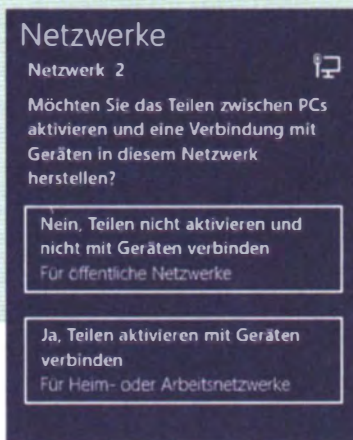 Netzwerke
Netzwerk 2
Möchten Sie das Teilen zwischen PCs
aktivieren und eine Verbindung mit
Geräten in diesem Netzwerk
herstellen?
Nein, Teilen nicht aktivieren und
nicht mit Geräten verbinden
Für öffentliche Netzwerke
Ja, Teilen aktivieren mit Geräten
verbinden
Für Heim- oder Arbeitsnetzwerke